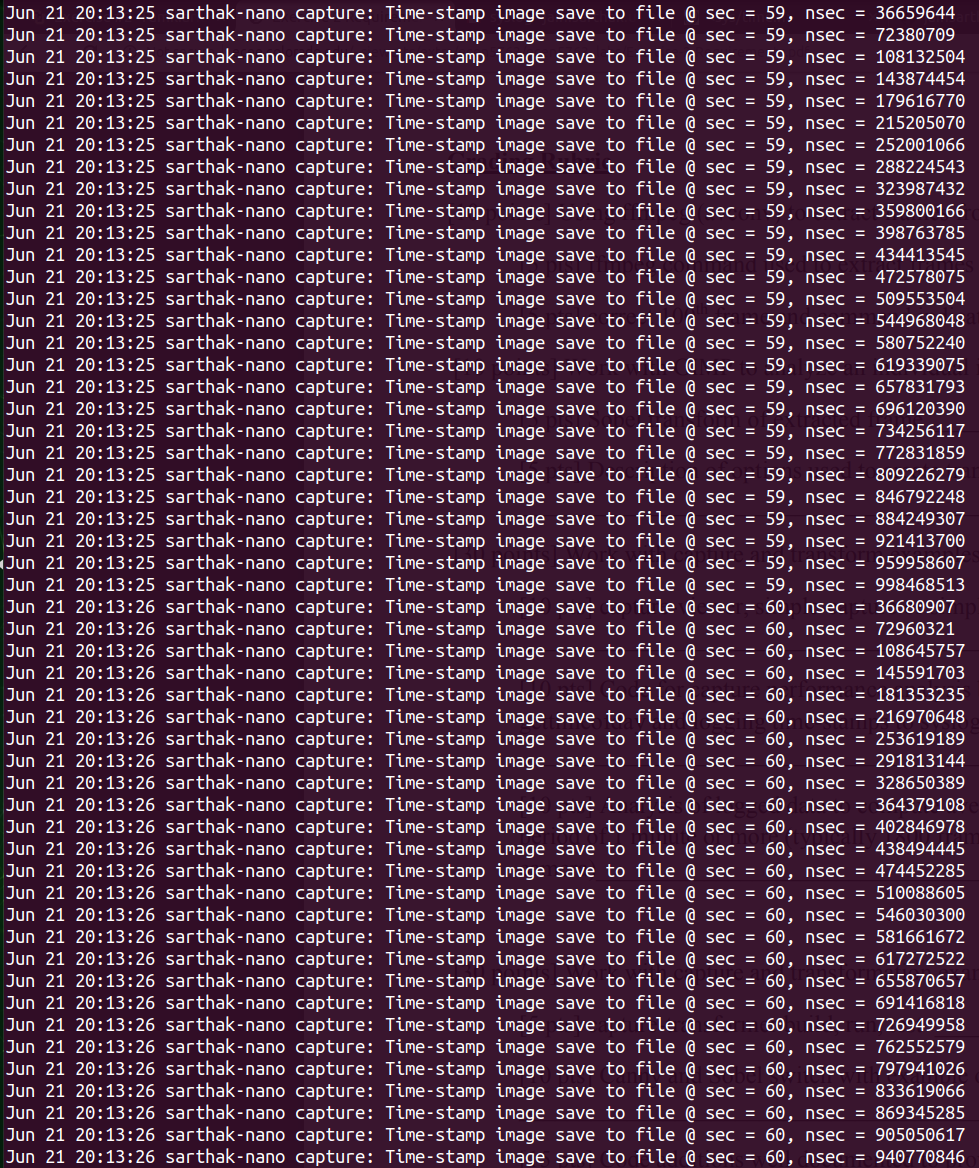 Jun 21 20:13:25 sarthak-nano capture: Time-stamp image save to file @ sec = 59, nsec = 36659644
Jun 21 20:13:25 sarthak-nano capture: Time-stamp image save to file @ sec = 59, nsec = 72380709
Jun 21 20:13:25 sarthak-nano capture: Time-stamp image save to file @ sec = 59, nsec = 108132504
Jun 21 20:13:25 sarthak-nano capture: Time-stamp image save to file @ sec = 59, nsec = 143874454
Jun 21 20:13:25 sarthak-nano capture: Time-stamp image save to file @ sec = 59, nsec = 179616770
Jun 21 20:13:25 sarthak-nano capture: Time-stamp image save to file @ sec = 59, nsec = 215205070
Jun 21 20:13:25 sarthak-nano capture: Time-stamp image save to file @ sec = 59, nsec = 252001066
Jun 21 20:13:25 sarthak-nano capture: Time-stamp image save to file @ sec = 59, nsec = 288224543
Jun 21 20:13:25 sarthak-nano capture: Time-stamp image save to file @ sec = 59, nsec = 323987432
Jun 21 20:13:25 sarthak-nano capture: Time-stamp image save to file @ sec = 59, nsec = 359800166
Jun 21 20:13:25 sarthak-nano capture: Time-stamp image save to file @ sec = 59, nsec = 398763785
Jun 21 20:13:25 sarthak-nano capture: Time-stamp image save to file @ sec = 59, nsec = 434413545
Jun 21 20:13:25 sarthak-nano capture: Time-stamp image save to file @ sec = 59, nsec = 472578075
Jun 21 20:13:25 sarthak-nano capture: Time-stamp image save to file @ sec = 59, nsec = 509553504
Jun 21 20:13:25 sarthak-nano capture: Time-stamp image save to file @ sec = 59, nsec = 544968048
Jun 21 20:13:25 sarthak-nano capture: Time-stamp image save to file @ sec = 59, nsec = 580752240
Jun 21 20:13:25 sarthak-nano capture: Time-stamp image save to file @ sec = 59, nsec = 619339075
Jun 21 20:13:25 sarthak-nano capture: Time-stamp image save to file @ sec = 59, nsec = 657831793
Jun 21 20:13:25 sarthak-nano capture: Time-stamp image save to file @ sec = 59, nsec = 696120390
Jun 21 20:13:25 sarthak-nano capture: Time-stamp image save to file @ sec = 59, nsec = 734256117
Jun 21 20:13:25 sarthak-nano capture: Time-stamp image save to file @ sec = 59, nsec = 772831859
Jun 21 20:13:25 sarthak-nano capture: Time-stamp image save to file @ sec = 59, nsec = 809226279
Jun 21 20:13:25 sarthak-nano capture: Time-stamp image save to file @ sec = 59, nsec = 846792248
Jun 21 20:13:25 sarthak-nano capture: Time-stamp image save to file @ sec = 59, nsec = 884249307
Jun 21 20:13:25 sarthak-nano capture: Time-stamp image save to file @ sec = 59, nsec = 921413700
Jun 21 20:13:25 sarthak-nano capture: Time-stamp image save to file @ sec = 59, nsec = 959958607
Jun 21 20:13:25 sarthak-nano capture: Time-stamp image save to file @ sec = 59, nsec = 998468513
Jun 21 20:13:26 sarthak-nano capture: Time-stamp image save to file @ sec = 60, nsec = 36680907
Jun 21 20:13:26 sarthak-nano capture: Time-stamp image save to file @ sec = 60, nsec = 72960321
Jun 21 20:13:26 sarthak-nano capture: Time-stamp image save to file @ sec = 60, nsec = 108645757
Jun 21 20:13:26 sarthak-nano capture: Time-stamp image save to file @ sec = 60, nsec = 145591703
Jun 21 20:13:26 sarthak-nano capture: Time-stamp image save to file @ sec = 60, nsec = 181353235
Jun 21 20:13:26 sarthak-nano capture: Time-stamp image save to file @ sec = 60, nsec = 216970648
Jun 21 20:13:26 sarthak-nano capture: Time-stamp image save to file @ sec = 60, nsec = 253619189
Jun 21 20:13:26 sarthak-nano capture: Time-stamp image save to file @ sec = 60, nsec = 291813144
Jun 21 20:13:26 sarthak-nano capture: Time-stamp image save to file @ sec = 60, nsec = 328650389
Jun 21 20:13:26 sarthak-nano capture: Time-stamp image save to file @ sec = 60, nsec = 364379108
Jun 21 20:13:26 sarthak-nano capture: Time-stamp image save to file @ sec = 60, nsec = 402846978
Jun 21 20:13:26 sarthak-nano capture: Time-stamp image save to file @ sec = 60, nsec = 438494445
Jun 21 20:13:26 sarthak-nano capture: Time-stamp image save to file @ sec = 60, nsec = 474452285
Jun 21 20:13:26 sarthak-nano capture: Time-stamp image save to file @ sec = 60, nsec = 510088605
Jun 21 20:13:26 sarthak-nano capture: Time-stamp image save to file @ sec = 60, nsec = 546030300
Jun 21 20:13:26 sarthak-nano capture: Time-stamp image save to file @ sec = 60, nsec = 581661672
Jun 21 20:13:26 sarthak-nano capture: Time-stamp image save to file @ sec = 60, nsec = 617272522
Jun 21 20:13:26 sarthak-nano capture: Time-stamp image save to file @ sec = 60, nsec = 655870657
Jun 21 20:13:26 sarthak-nano capture: Time-stamp image save to file @ sec = 60, nsec = 691416818
Jun 21 20:13:26 sarthak-nano capture: Time-stamp image save to file @ sec = 60, nsec = 726949958
Jun 21 20:13:26 sarthak-nano capture: Time-stamp image save to file @ sec = 60, nsec = 762552579
Jun 21 20:13:26 sarthak-nano capture: Time-stamp image save to file @ sec = 60, nsec = 797941026
Jun 21 20:13:26 sarthak-nano capture: Time-stamp image save to file @ sec = 60, nsec = 833619066
Jun 21 20:13:26 sarthak-nano capture: Time-stamp image save to file @ sec = 60, nsec = 869345285
Jun 21 20:13:26 sarthak-nano capture: Time-stamp image save to file @ sec = 60, nsec = 905050617
Jun 21 20:13:26 sarthak-nano capture: Time-stamp image save to file @ sec = 60, nsec = 940770846